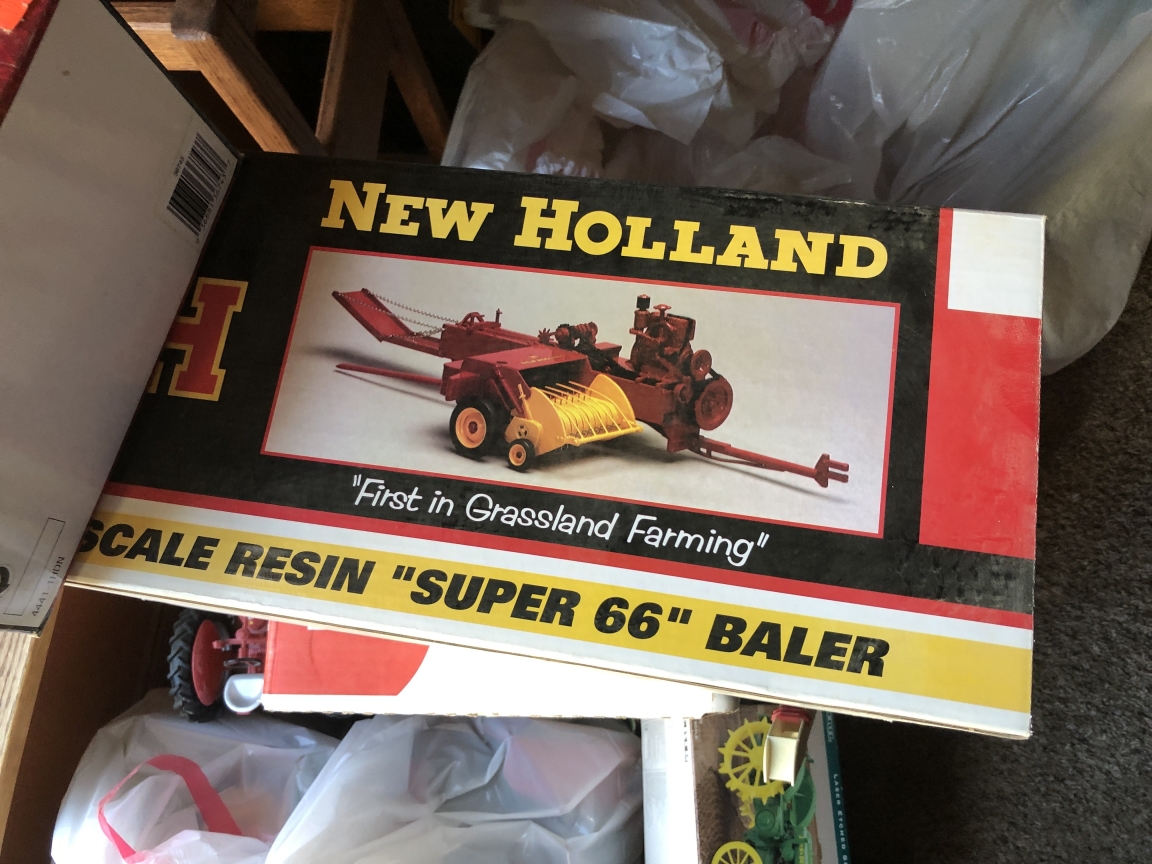 NEW HOLLAND
H
"First in Grassland Farming"
SCALE RESIN "SUPER 66" BALER